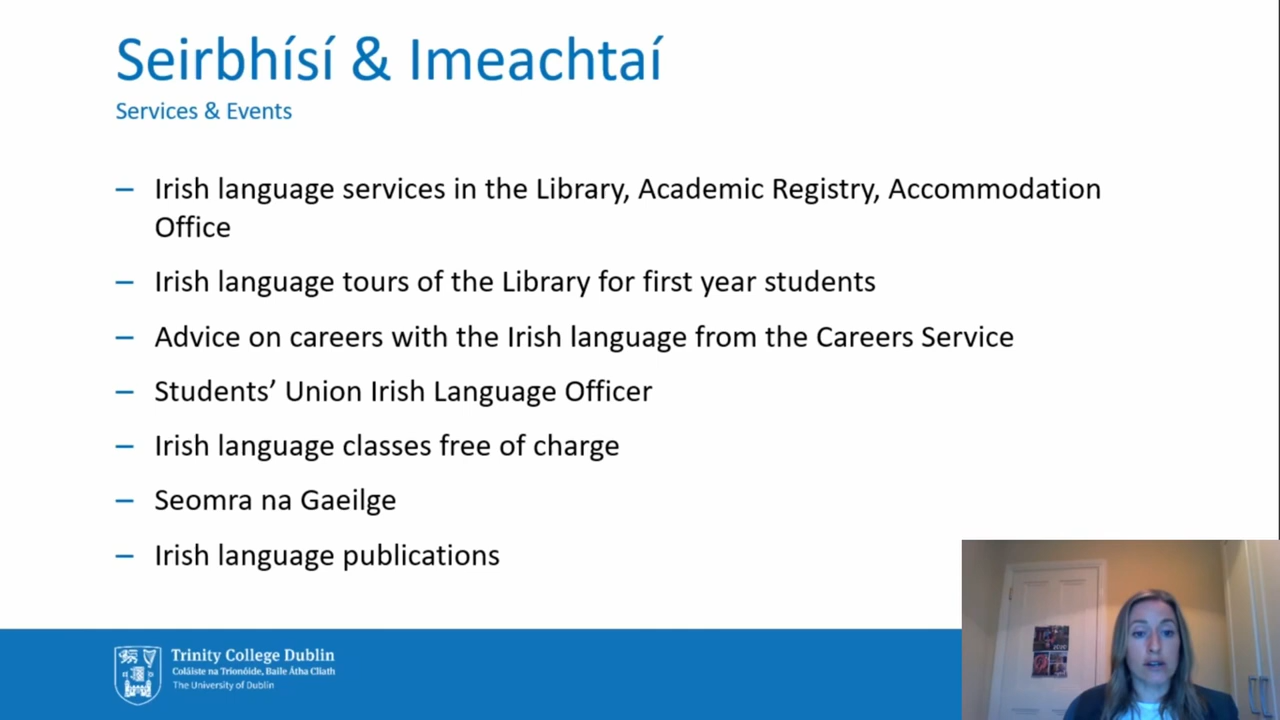 Seirbhísí & Imeachtaí
Services & Events
– Irish language services in the Library, Academic Registry, Accommodation
Office
– Irish language tours of the Library for first year students
– Advice on careers with the Irish language from the Careers Service
– Students’ Union Irish Language Officer
– Irish language classes free of charge
– Seomra na Gaeilge
– Irish language publications
Trinity College Dublin
Coláiste na Tríonóide, Baile Átha Cliath
The University of Dublin